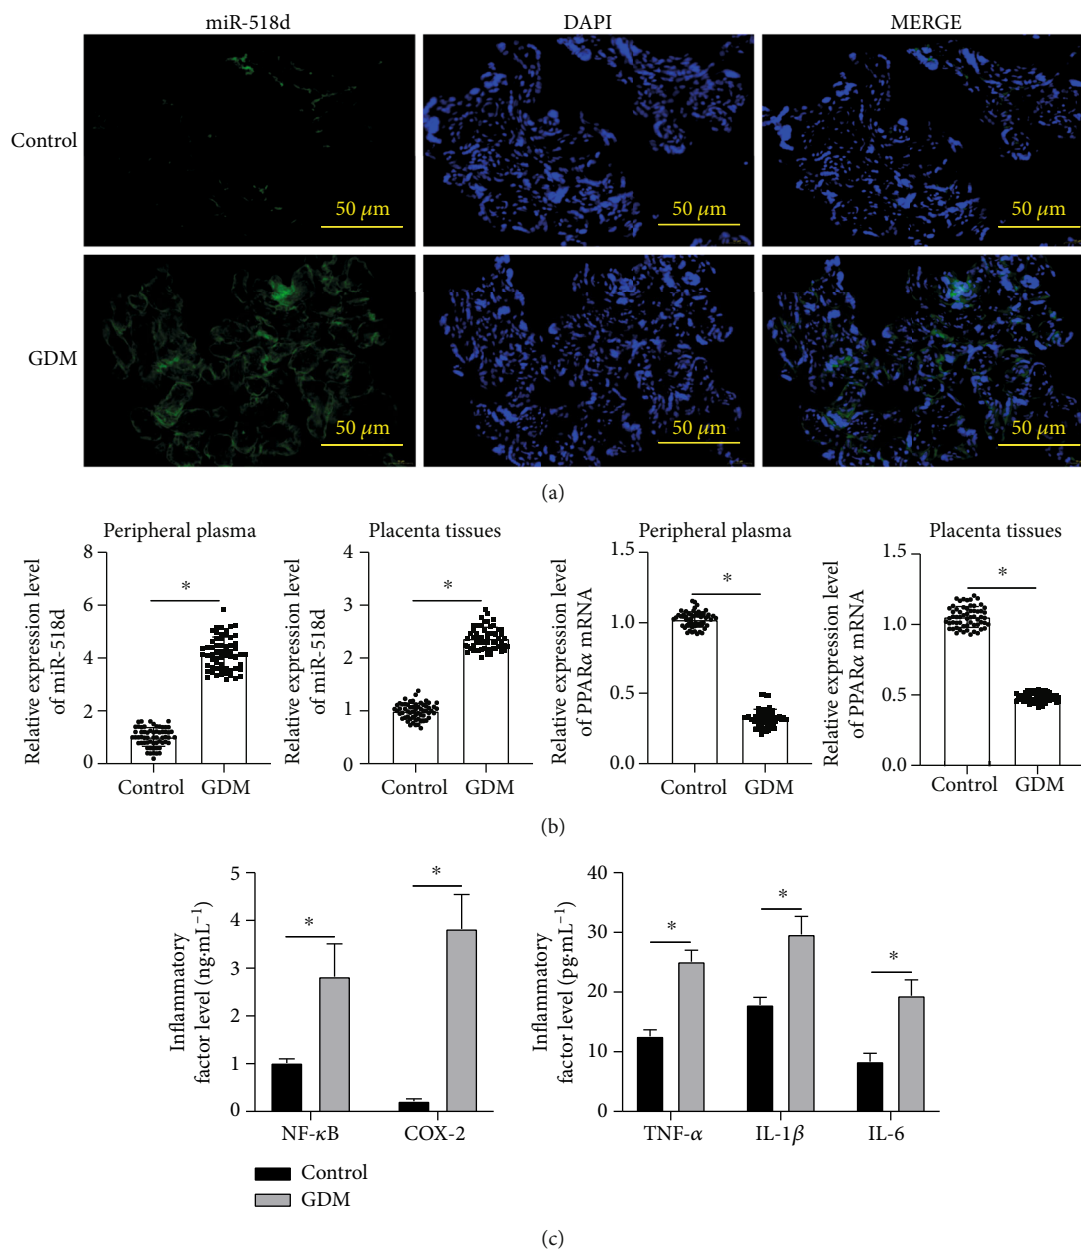 miR-518d DAPI MERGE
Control
50 μm 50 μm 50 μm
GDM
50 μm 50 μm 50 μm
(a)
Peripheral plasma
Relative expression level
of miR-518d
8
6
4
2
0
*
Control GDM
Placenta tissues
Relative expression level
of miR-518d
4
3
2
1
0
*
Control GDM
Peripheral plasma
Relative expression level
of PPARα mRNA
1.5
1.0
0.5
0.0
*
Control GDM
Placenta tissues
Relative expression level
of PPARα mRNA
1.5
1.0
0.5
0.0
*
Control GDM
(b)
Inflammatory
factor level (ng·mL⁻¹)
5
4
3
2
1
0
* *
NF-κB COX-2
Inflammatory
factor level (pg·mL⁻¹)
40
30
20
10
0
* * *
TNF-α IL-1β IL-6
Control
GDM
(c)